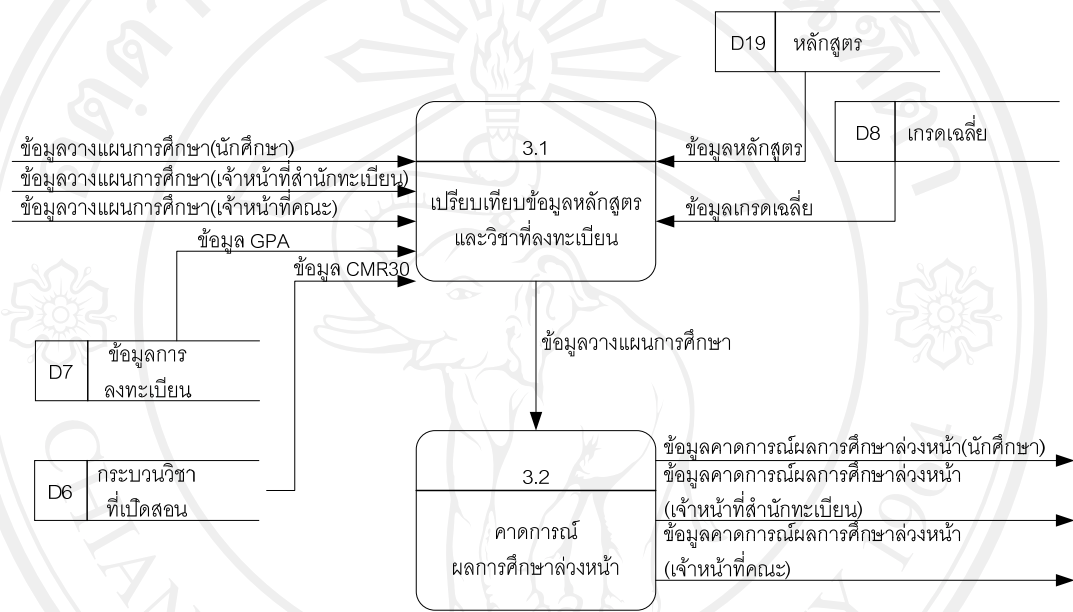 D19 หลักสูตร
D8 เกรดเฉลี่ย
ข้อมูลวางแผนการศึกษา(นักศึกษา)
ข้อมูลวางแผนการศึกษา(เจ้าหน้าที่สำนักทะเบียน)
ข้อมูลวางแผนการศึกษา(เจ้าหน้าที่คณะ)
ข้อมูล GPA
ข้อมูล CMR30
3.1
เปรียบเทียบข้อมูลหลักสูตร
และวิชาที่ลงทะเบียน
ข้อมูลหลักสูตร
ข้อมูลเกรดเฉลี่ย
D7
ข้อมูลการ
ลงทะเบียน
ข้อมูลวางแผนการศึกษา
D6
กระบวนวิชา
ที่เปิดสอน
3.2
คาดการณ์
ผลการศึกษาล่วงหน้า
ข้อมูลคาดการณ์ผลการศึกษาล่วงหน้า(นักศึกษา)
ข้อมูลคาดการณ์ผลการศึกษาล่วงหน้า
(เจ้าหน้าที่สำนักทะเบียน)
ข้อมูลคาดการณ์ผลการศึกษาล่วงหน้า
(เจ้าหน้าที่คณะ)